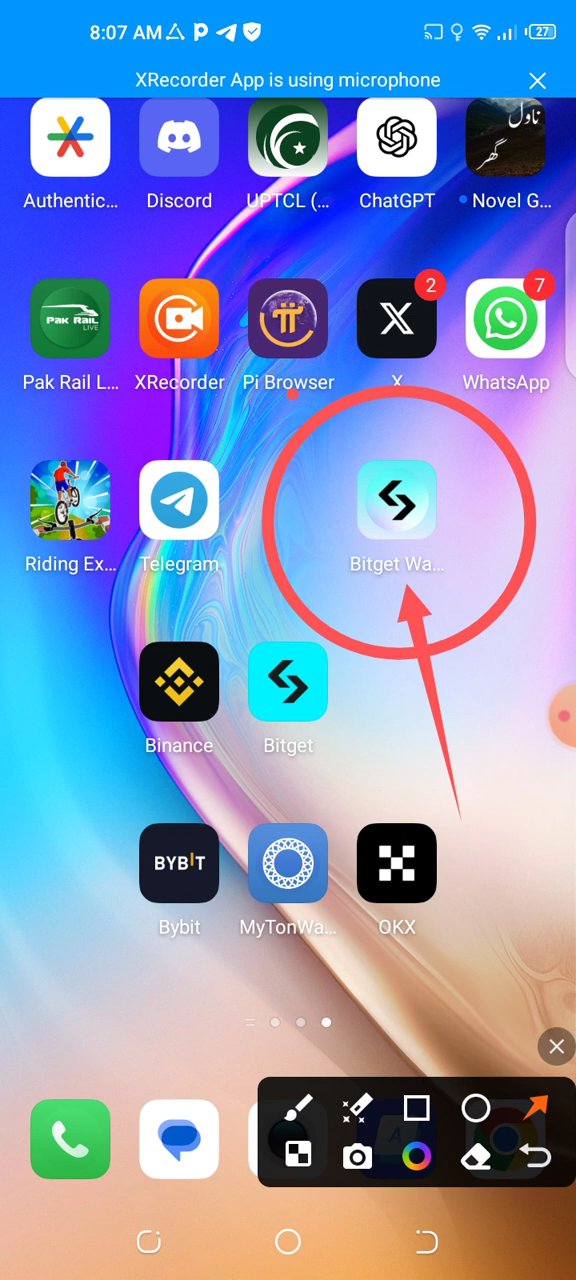 8:07 AM
27
XRecorder App is using microphone
ناول
گھر
Authentic...
Discord
UPTCL (...
ChatGPT
Novel G...
PAK RAIL
LIVE
2
7
Pak Rail L...
XRecorder
Pi Browser
X
WhatsApp
Riding Ex...
Telegram
Bitget Wa...
Binance
Bitget
BYBIT
Bybit
MyTonWa...
OKX
A